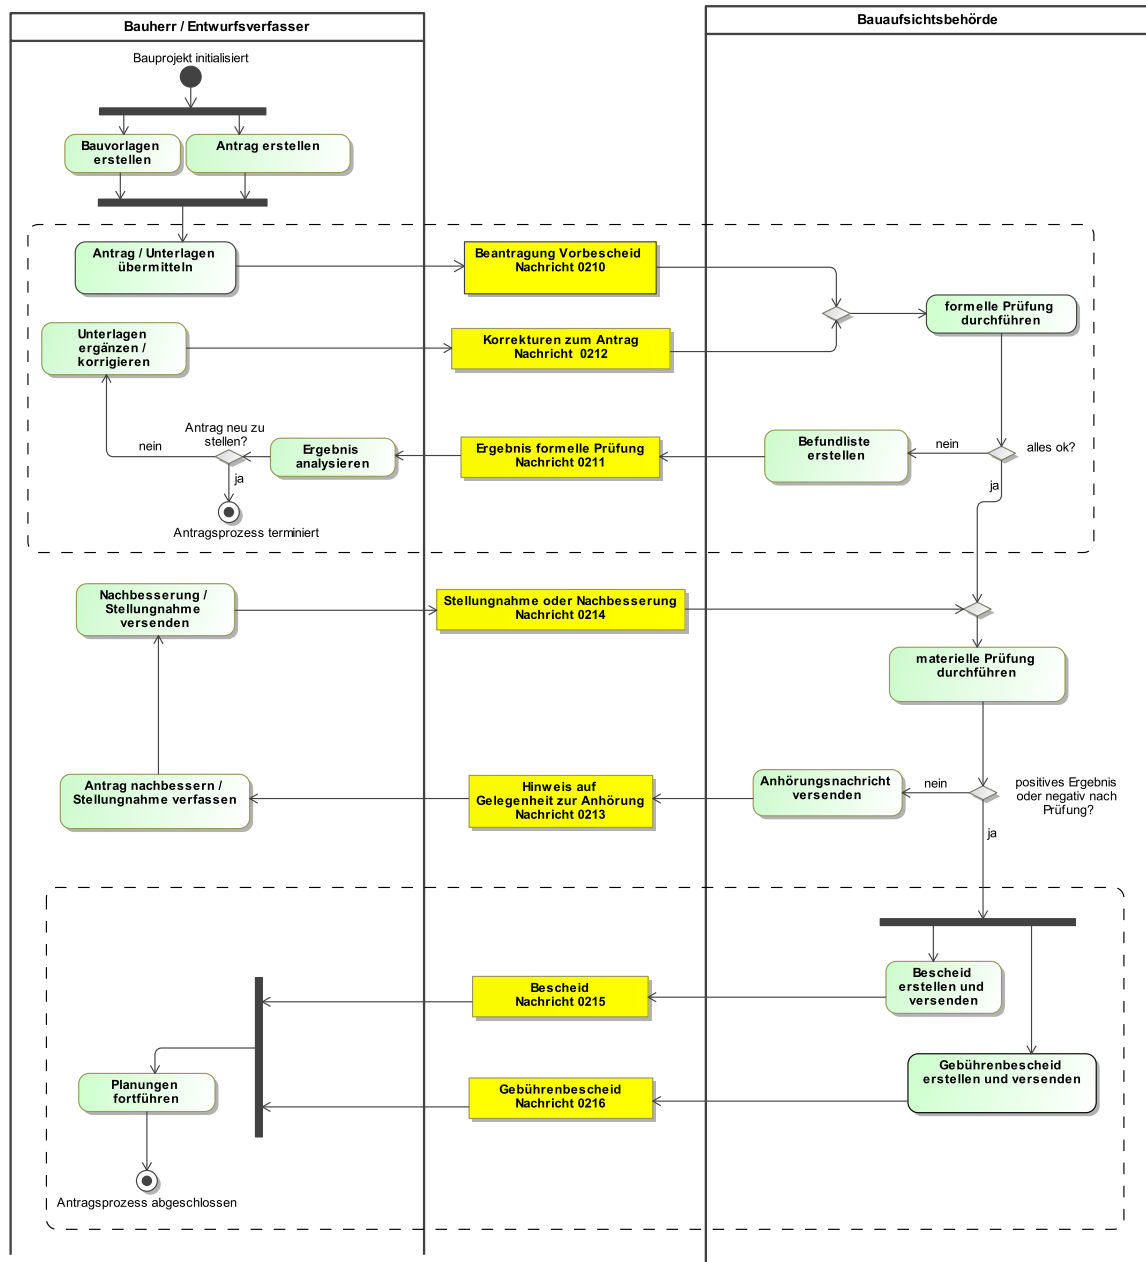 Bauherr / Entwurfsverfasser
Bauaufsichtsbehörde
Bauprojekt initialisiert
Bauvorlagen
erstellen
Antrag erstellen
Antrag / Unterlagen
übermitteln
Beantragung Vorbescheid
Nachricht 0210
formelle Prüfung
durchführen
Unterlagen
ergänzen /
korrigieren
Korrekturen zum Antrag
Nachricht 0212
Antrag neu zu
stellen?
nein
ja
Ergebnis
analysieren
Ergebnis formelle Prüfung
Nachricht 0211
Befundliste
erstellen
nein
alles ok?
ja
Antragsprozess terminiert
Nachbesserung /
Stellungnahme
versenden
Stellungnahme oder Nachbesserung
Nachricht 0214
materielle Prüfung
durchführen
Antrag nachbessern /
Stellungnahme verfassen
Hinweis auf
Gelegenheit zur Anhörung
Nachricht 0213
Anhörungsnachricht
versenden
nein
positives Ergebnis
oder negativ nach
Prüfung?
ja
Bescheid
Nachricht 0215
Bescheid
erstellen und
versenden
Planungen
fortführen
Gebührenbescheid
Nachricht 0216
Gebührenbescheid
erstellen und versenden
Antragsprozess abgeschlossen